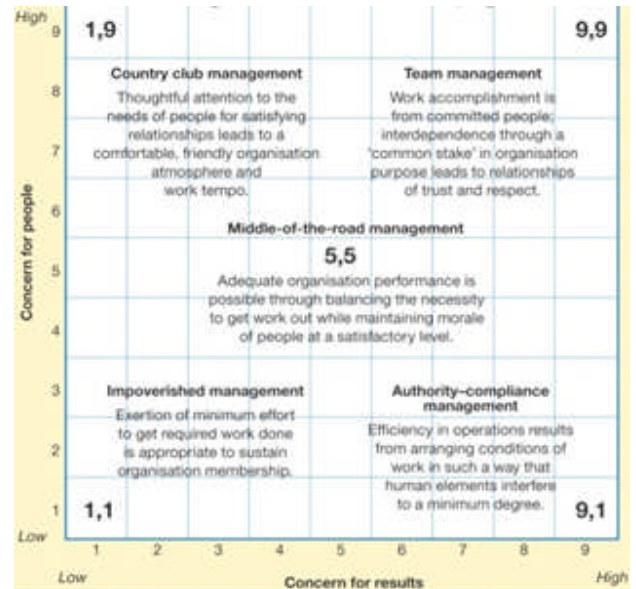 High
9
1,9
9,9
Country club management
Thoughtful attention to the
needs of people for satisfying
relationships leads to a
comfortable, friendly organisation
atmosphere and
work tempo.
Team management
Work accomplishment is
from committed people;
interdependence through a
'common stake' in organisation
purpose leads to relationships
of trust and respect.
8
7
6
Concern for people
Middle-of-the-road management
5,5
Adequate organisation performance is
possible through balancing the necessity
to get work out while maintaining morale
of people at a satisfactory level.
5
4
3
Impoverished management
Exertion of minimum effort
to get required work done
is appropriate to sustain
organisation membership.
Authority–compliance
management
Efficiency in operations results
from arranging conditions of
work in such a way that
human elements interfere
to a minimum degree.
2
1
1,1
9,1
Low
1 2 3 4 5 6 7 8 9
Low
Concern for results
High